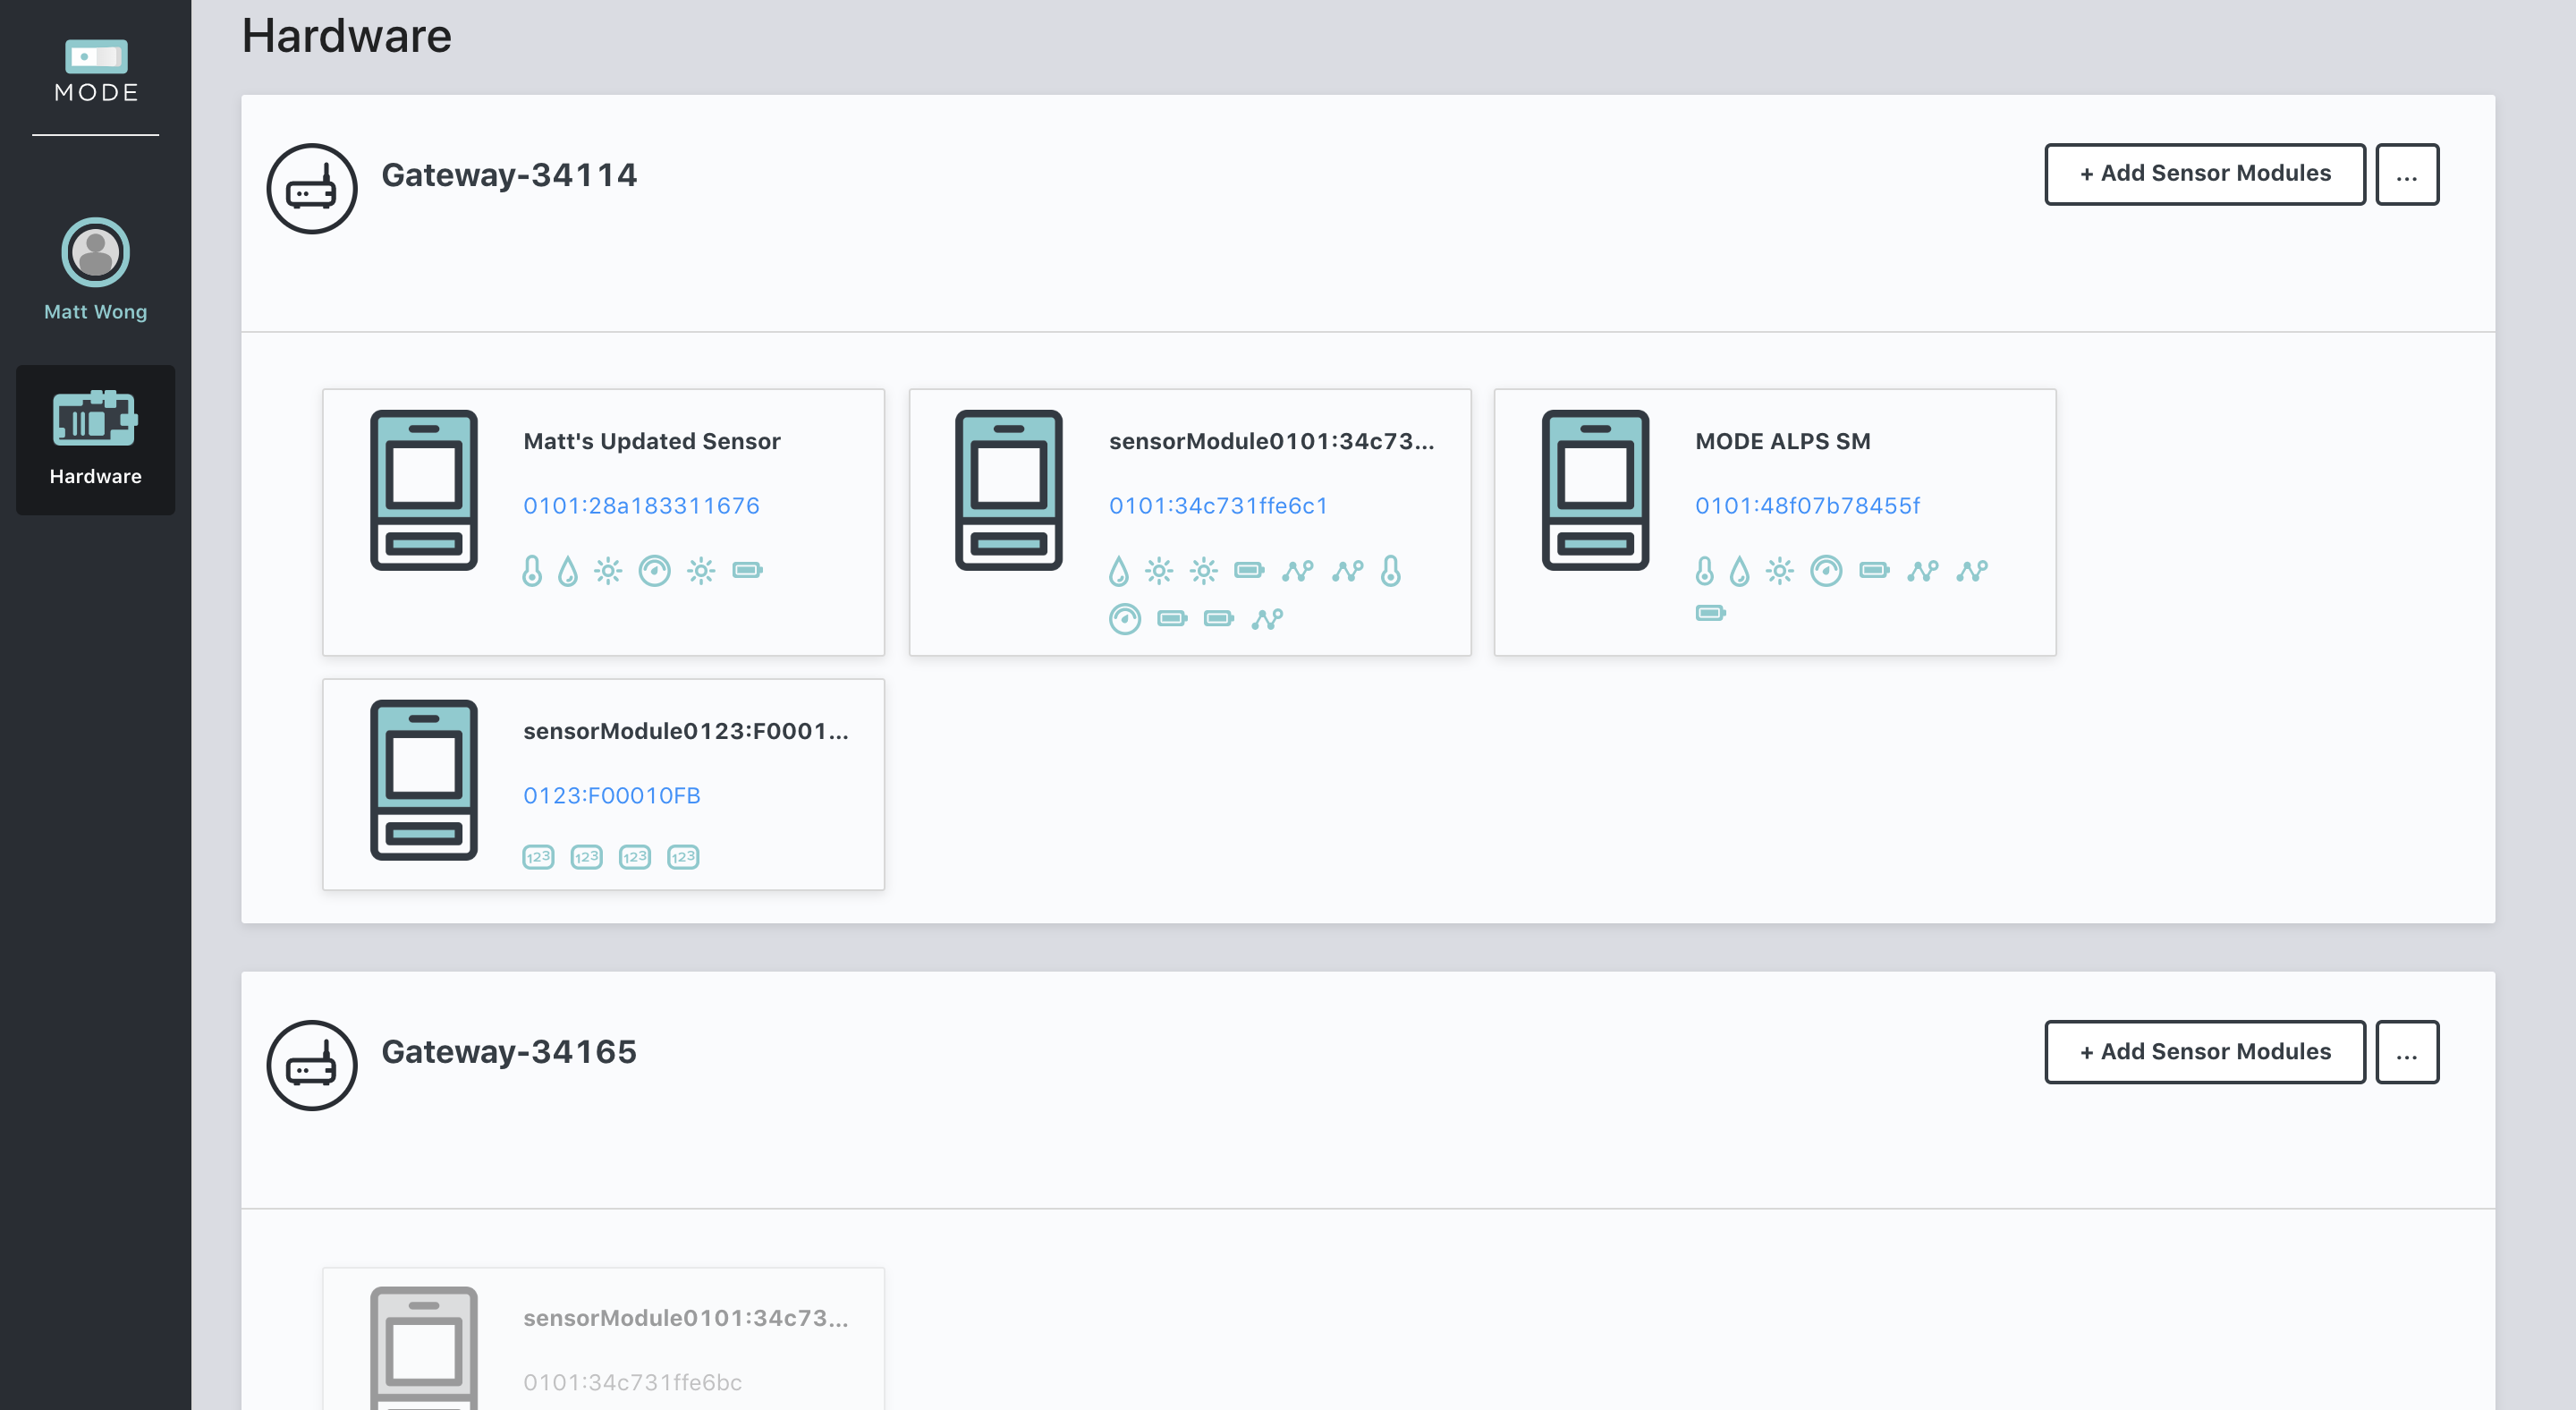 MODE
Matt Wong
Hardware
Hardware
Gateway-34114
+ Add Sensor Modules
...
Matt's Updated Sensor
0101:28a183311676
sensorModule0101:34c73...
0101:34c731ffe6c1
MODE ALPS SM
0101:48f07b78455f
sensorModule0123:F0001...
0123:F00010FB
123 123 123 123
Gateway-34165
+ Add Sensor Modules
...
sensorModule0101:34c73...
0101:34c731ffe6bc